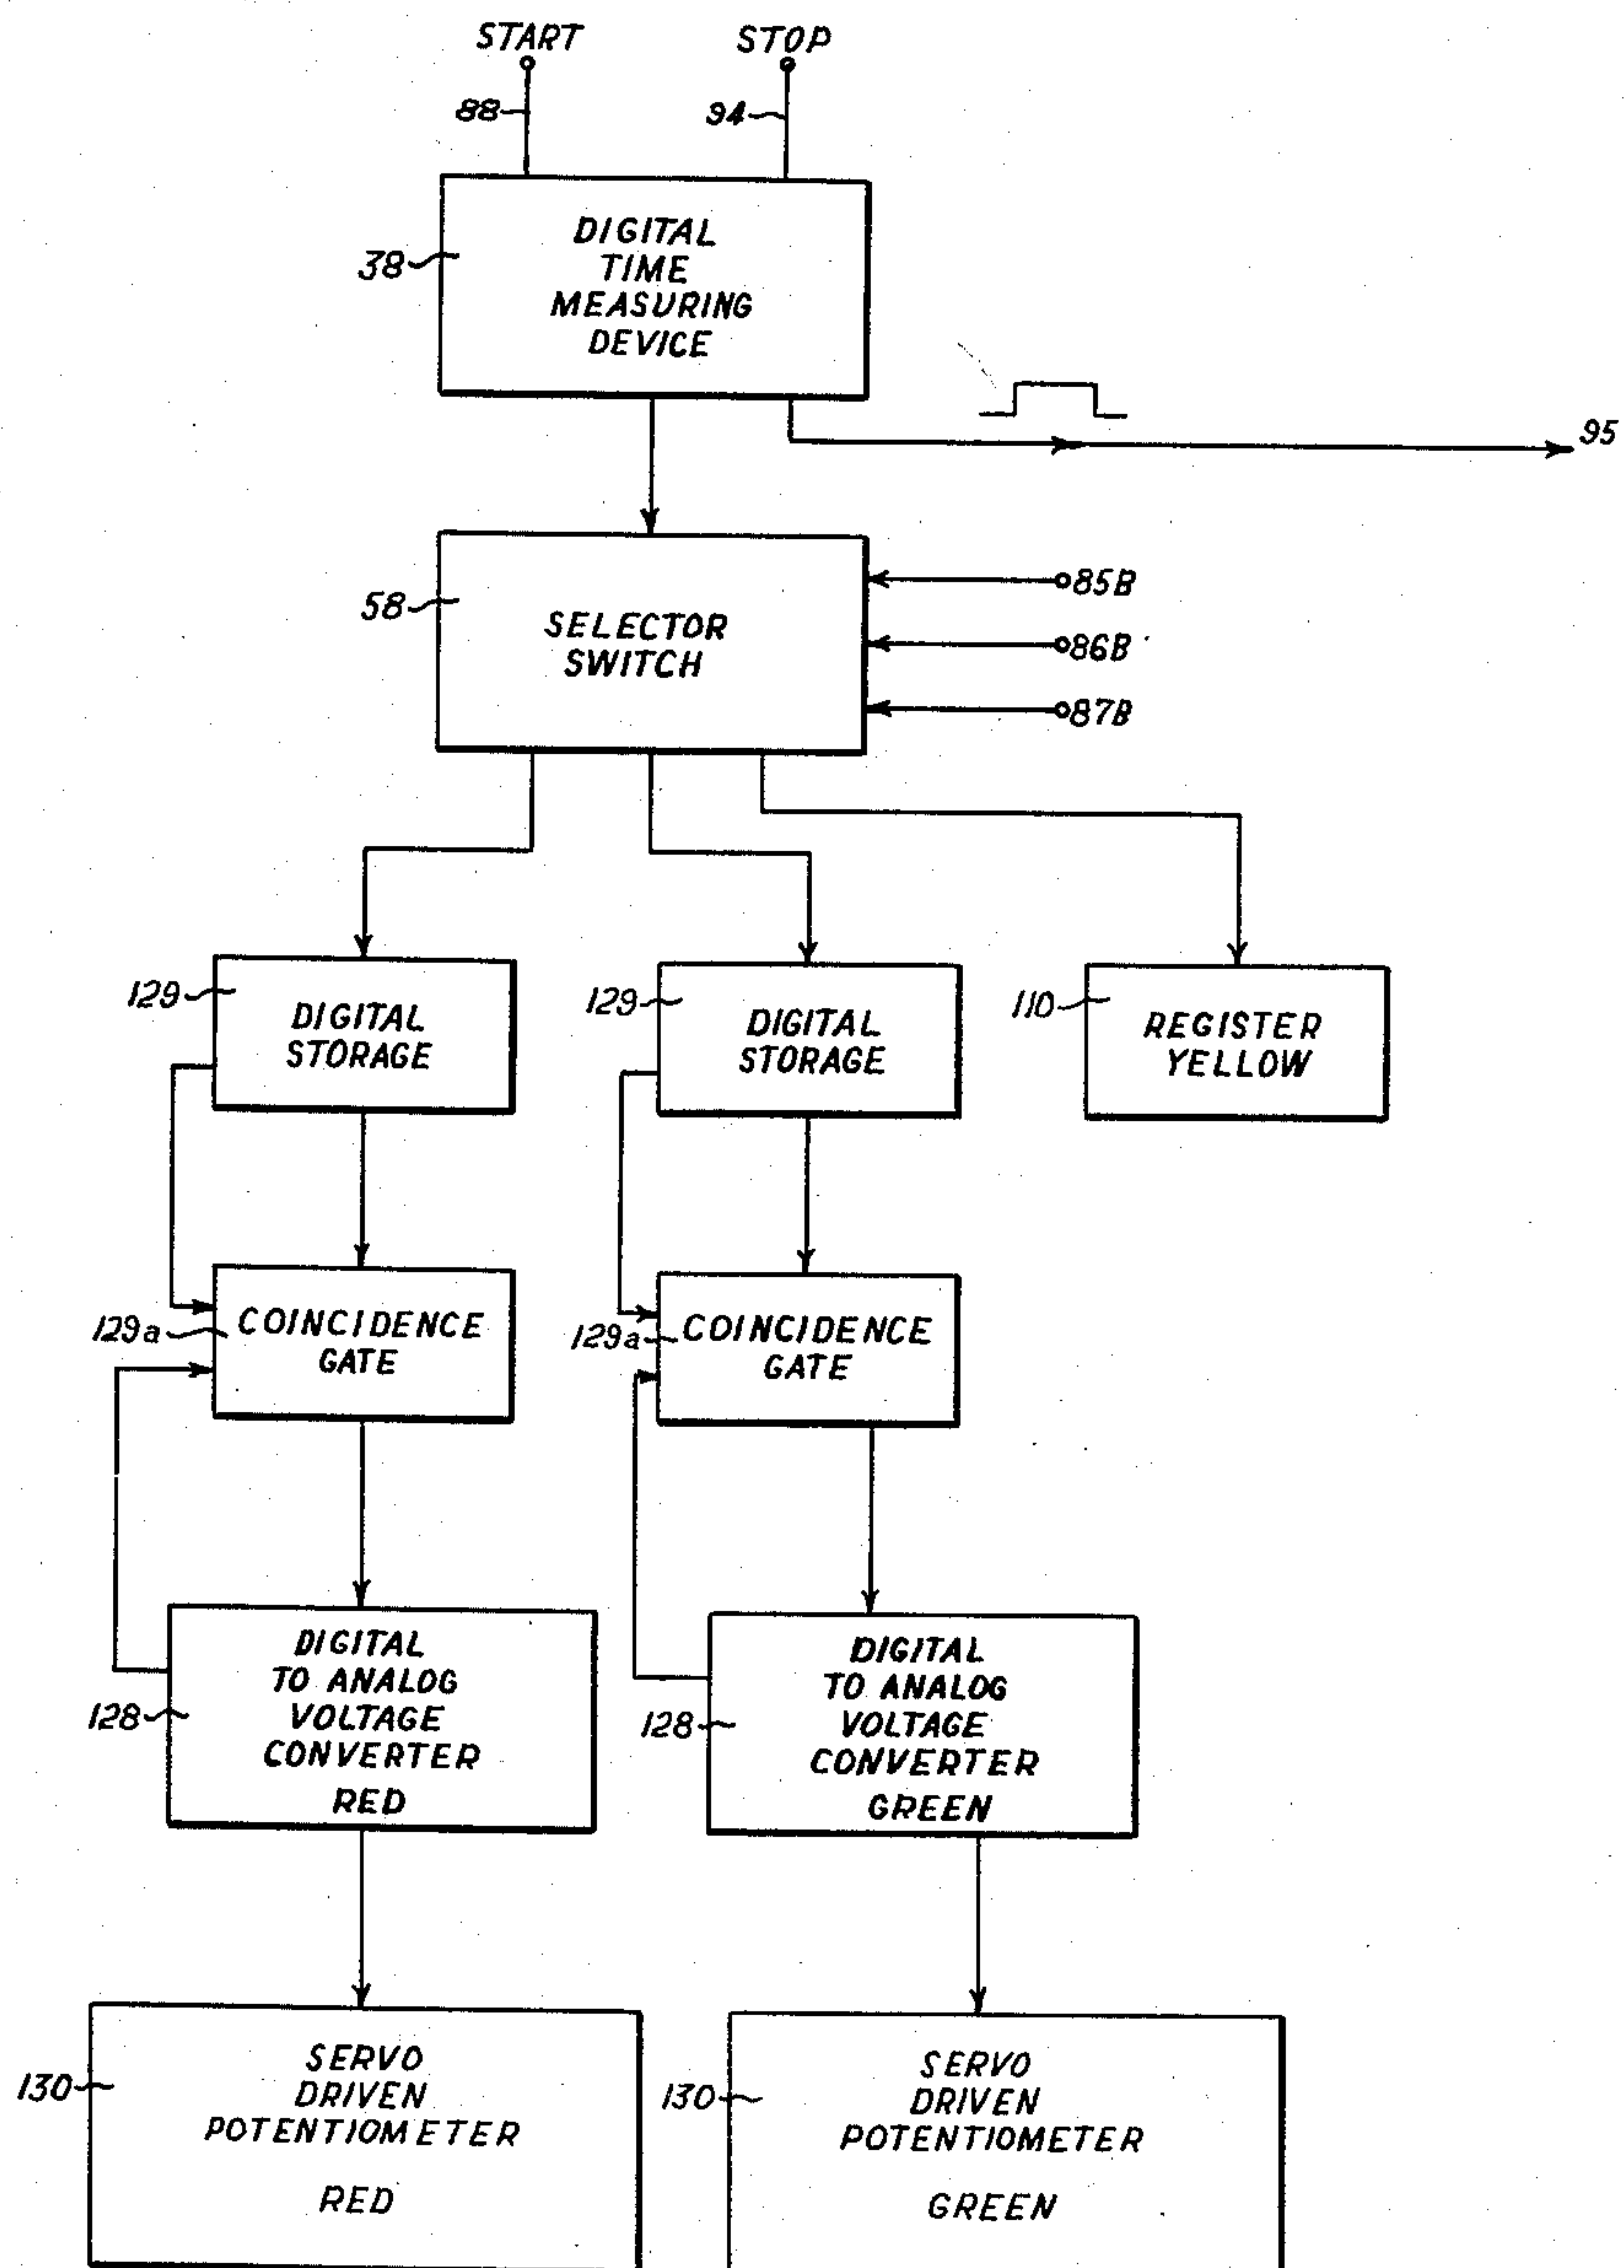 START
STOP
88
94
DIGITAL
TIME
MEASURING
DEVICE
38
95
58
SELECTOR
SWITCH
85B
86B
87B
129
DIGITAL
STORAGE
129
DIGITAL
STORAGE
110
REGISTER
YELLOW
129a
COINCIDENCE
GATE
129a
COINCIDENCE
GATE
128
DIGITAL
TO ANALOG
VOLTAGE
CONVERTER
RED
128
DIGITAL
TO ANALOG
VOLTAGE
CONVERTER
GREEN
130
SERVO
DRIVEN
POTENTIOMETER
RED
130
SERVO
DRIVEN
POTENTIOMETER
GREEN